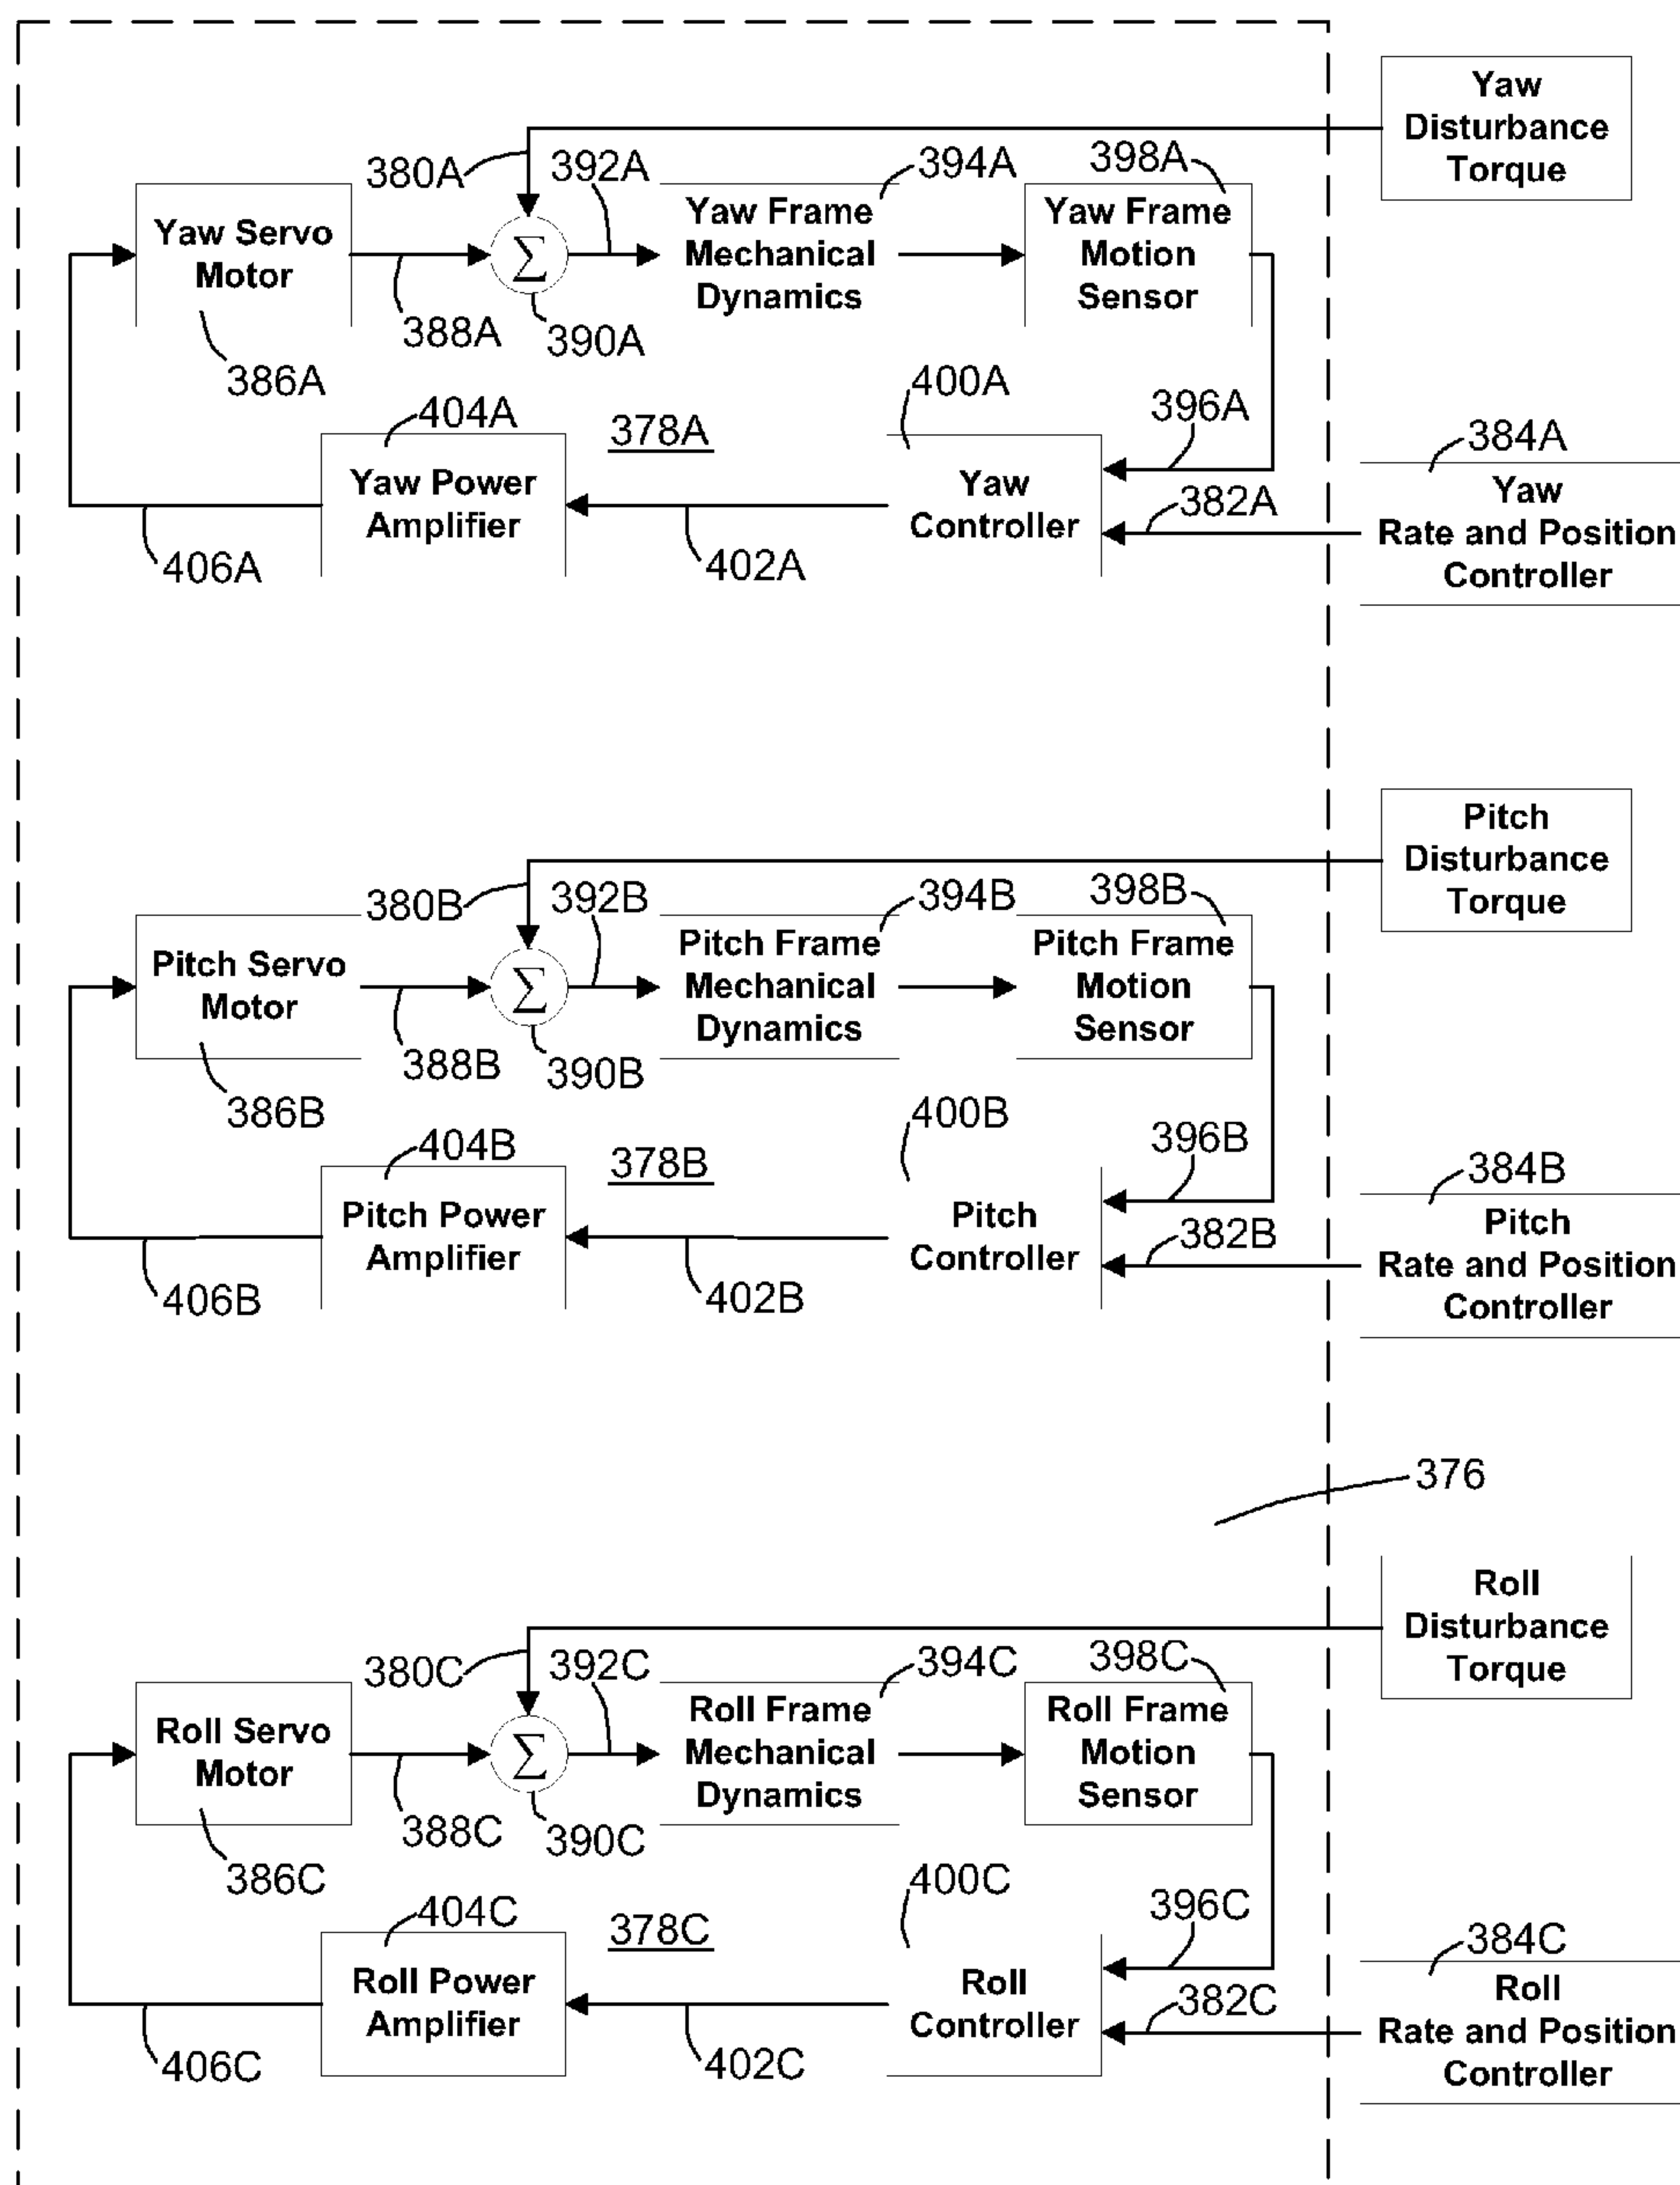 Yaw
Disturbance
Torque
380A
392A
394A
398A
Yaw Servo
Motor
Σ
Yaw Frame
Mechanical
Dynamics
Yaw Frame
Motion
Sensor
388A
390A
386A
404A
378A
400A
396A
384A
Yaw Power
Amplifier
Yaw
Controller
382A
Yaw
Rate and Position
Controller
406A
402A
Pitch
Disturbance
Torque
380B
392B
394B
398B
Pitch Servo
Motor
Σ
Pitch Frame
Mechanical
Dynamics
Pitch Frame
Motion
Sensor
388B
390B
386B
404B
378B
400B
396B
384B
Pitch Power
Amplifier
Pitch
Controller
382B
Pitch
Rate and Position
Controller
406B
402B
376
Roll
Disturbance
Torque
380C
392C
394C
398C
Roll Servo
Motor
Σ
Roll Frame
Mechanical
Dynamics
Roll Frame
Motion
Sensor
388C
390C
386C
404C
378C
400C
396C
384C
Roll Power
Amplifier
Roll
Controller
382C
Roll
Rate and Position
Controller
406C
402C